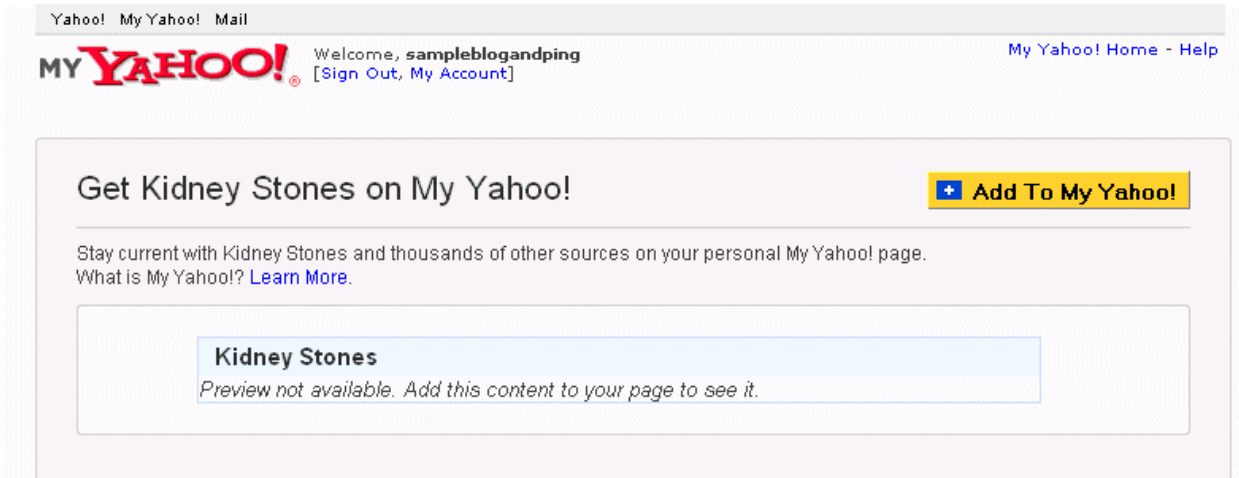 Yahoo! My Yahoo! Mail
MY YAHOO!® Welcome, sampleblogandping
[Sign Out, My Account]
My Yahoo! Home - Help
Get Kidney Stones on My Yahoo!
Add To My Yahoo!
Stay current with Kidney Stones and thousands of other sources on your personal My Yahoo! page.
What is My Yahoo!? Learn More.
Kidney Stones
Preview not available. Add this content to your page to see it.